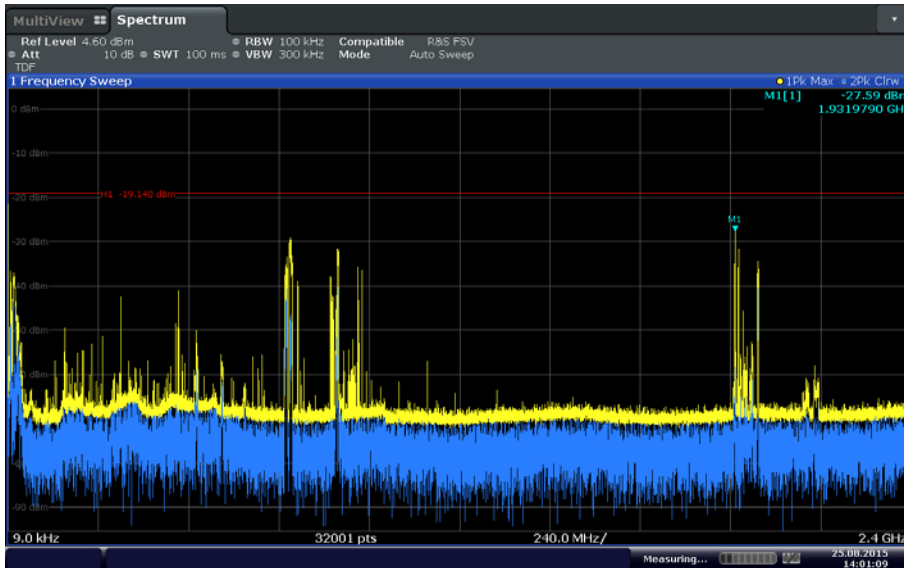 MultiView Spectrum
Ref Level 4.60 dBm RBW 100 kHz Compatible R&S FSV
Att 10 dB SWT 100 ms VBW 300 kHz Mode Auto Sweep
TDF
1 Frequency Sweep 1Pk Max 2Pk Clrw
M1[1] -27.59 dBm
1.9319790 GH
0 dBm
-10 dBm
-20 dBm
H1 -19.140 dBm
M1
-30 dBm
40 dBm
0 dBm
-90 dBm
9.0 kHz 32001 pts 240.0 MHz/ 2.4 GHz
Measuring... 25.08.2015
14:01:09